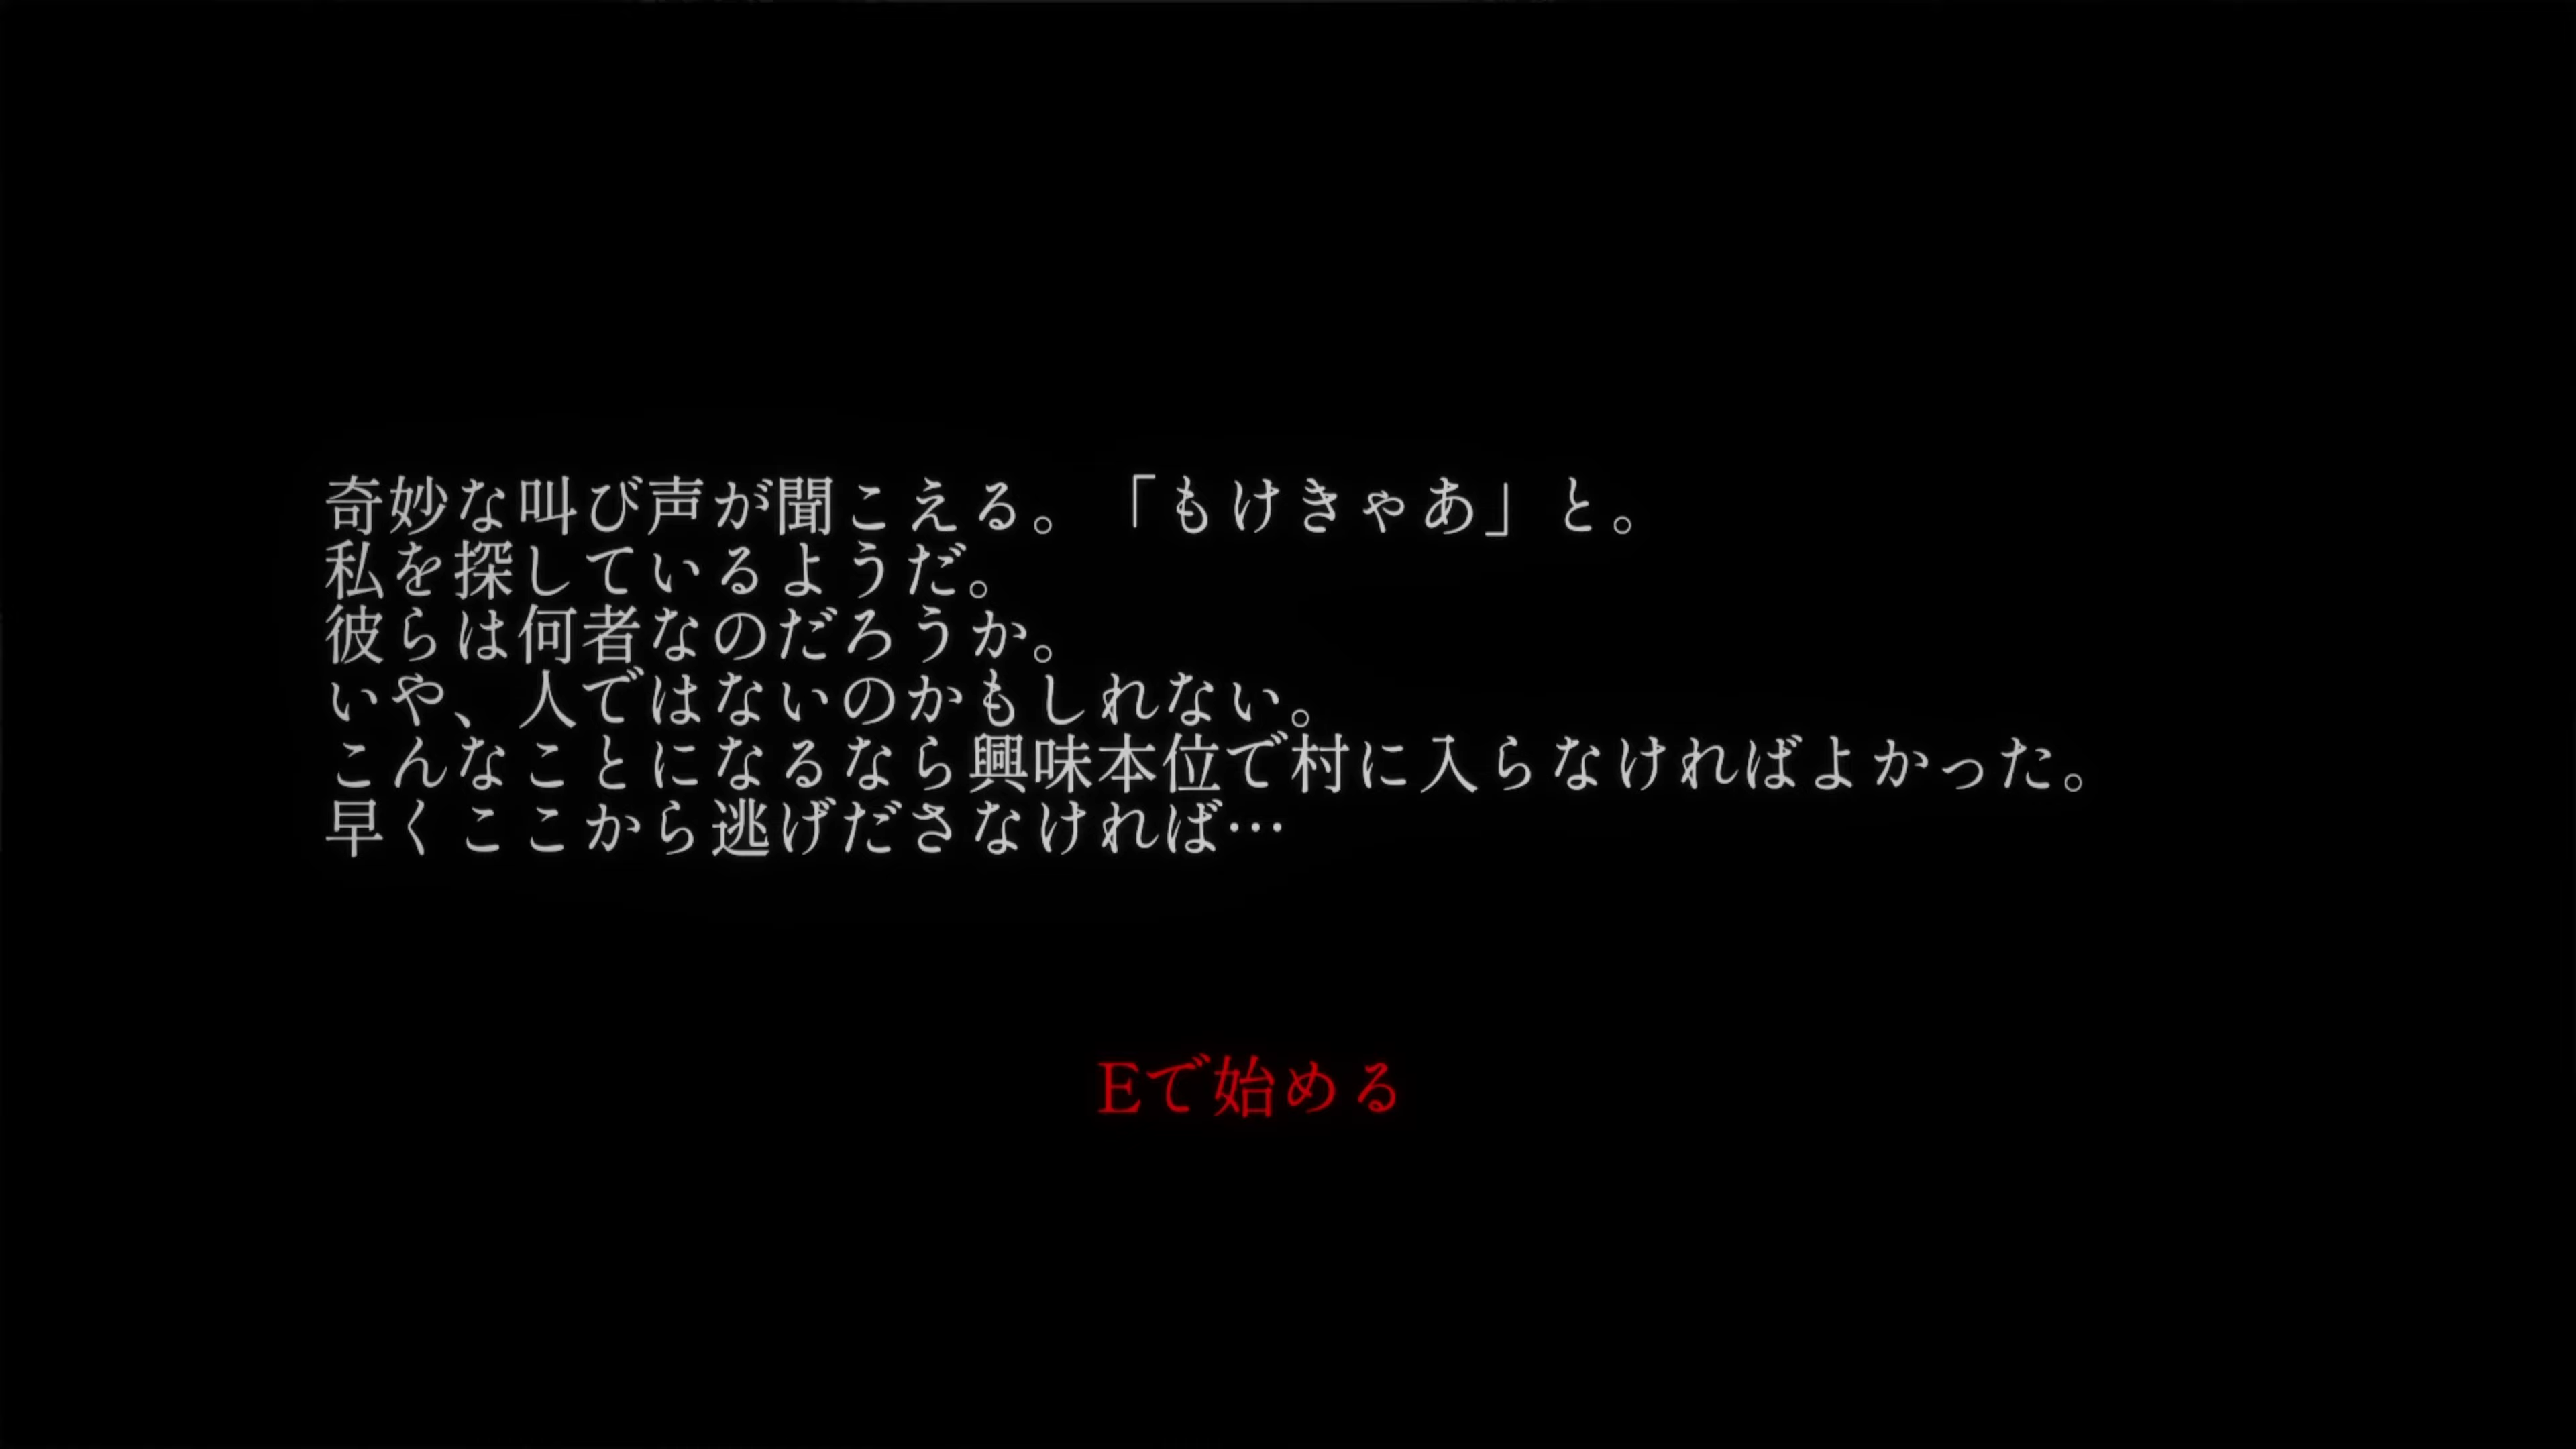 奇妙な叫び声が聞こえる。「もけきゃあ」と。
私を探しているようだ。
彼らは何者なのだろうか。
いや、人ではないのかもしれない。
こんなことになるなら興味本位で村に入らなければよかった。
早くここから逃げださなければ…
Eで始める